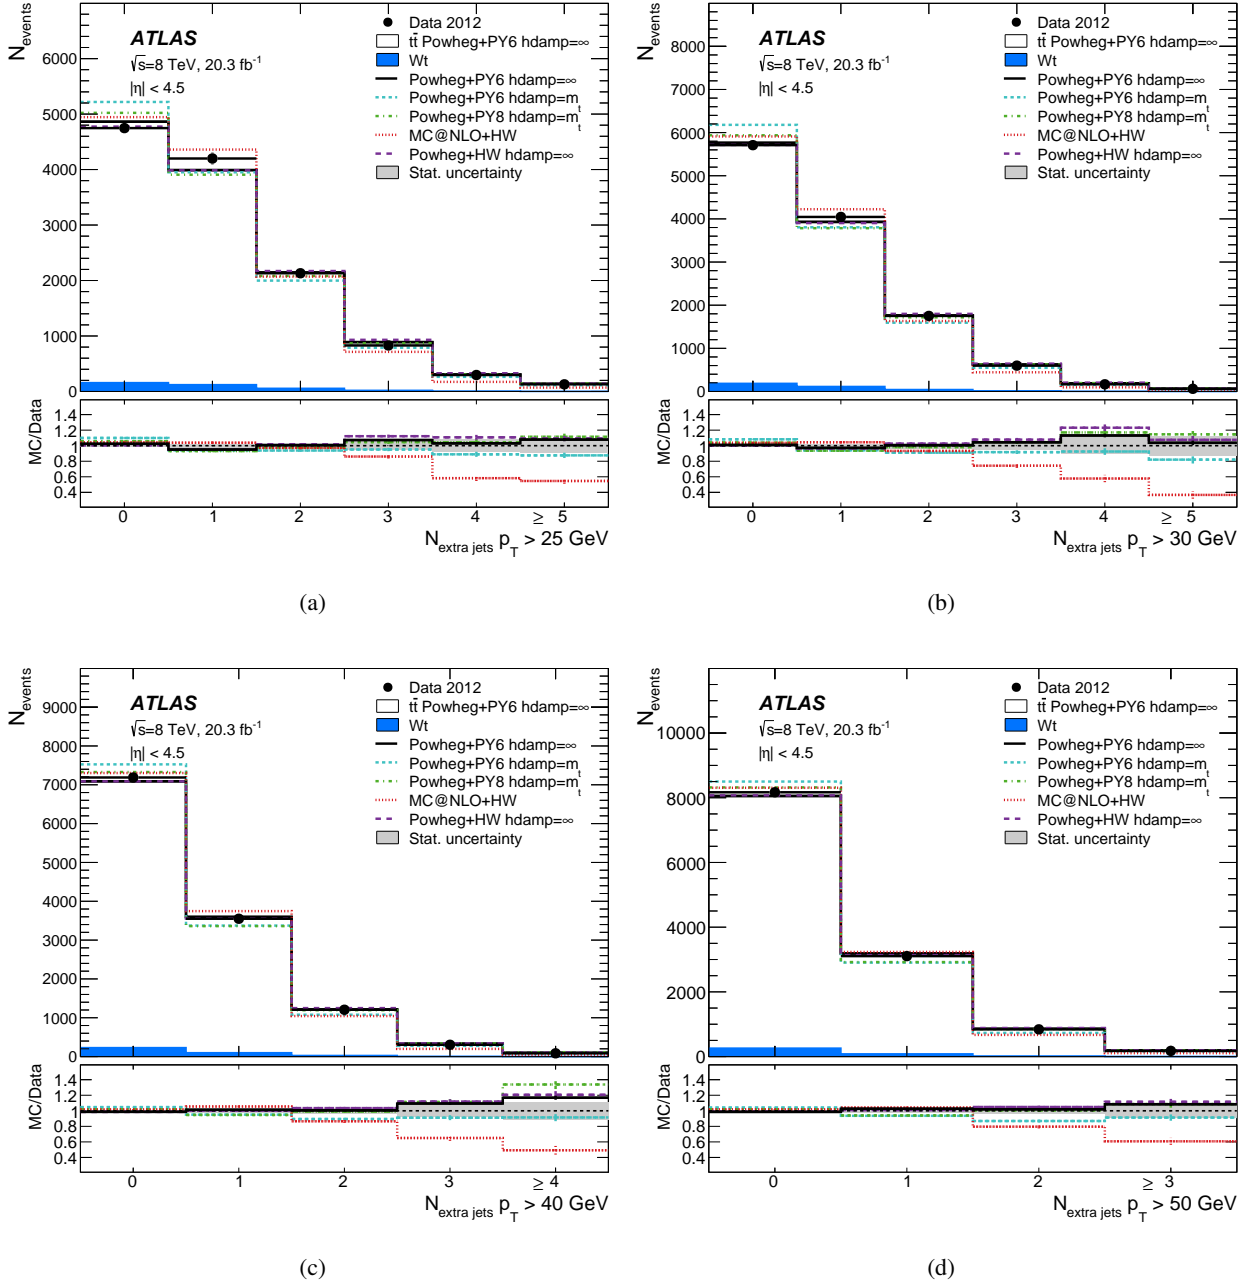 N_events
6000
5000
4000
3000
2000
1000
0
ATLAS
√s=8 TeV, 20.3 fb⁻¹
|η| < 4.5
Data 2012
tt̄ Powheg+PY6 hdamp=∞
Wt
Powheg+PY6 hdamp=∞
Powheg+PY6 hdamp=m_t
Powheg+PY8 hdamp=m_t
MC@NLO+HW
Powheg+HW hdamp=∞
Stat. uncertainty
MC/Data
1.4
1.2
1
0.8
0.6
0.4
0 1 2 3 4 ≥ 5
N_extra jets p_T > 25 GeV
(a)
N_events
8000
7000
6000
5000
4000
3000
2000
1000
0
ATLAS
√s=8 TeV, 20.3 fb⁻¹
|η| < 4.5
Data 2012
tt̄ Powheg+PY6 hdamp=∞
Wt
Powheg+PY6 hdamp=∞
Powheg+PY6 hdamp=m_t
Powheg+PY8 hdamp=m_t
MC@NLO+HW
Powheg+HW hdamp=∞
Stat. uncertainty
MC/Data
1.4
1.2
1
0.8
0.6
0.4
0 1 2 3 4 ≥ 5
N_extra jets p_T > 30 GeV
(b)
N_events
9000
8000
7000
6000
5000
4000
3000
2000
1000
0
ATLAS
√s=8 TeV, 20.3 fb⁻¹
|η| < 4.5
Data 2012
tt̄ Powheg+PY6 hdamp=∞
Wt
Powheg+PY6 hdamp=∞
Powheg+PY6 hdamp=m_t
Powheg+PY8 hdamp=m_t
MC@NLO+HW
Powheg+HW hdamp=∞
Stat. uncertainty
MC/Data
1.4
1.2
1
0.8
0.6
0.4
0 1 2 3 ≥ 4
N_extra jets p_T > 40 GeV
(c)
N_events
10000
8000
6000
4000
2000
0
ATLAS
√s=8 TeV, 20.3 fb⁻¹
|η| < 4.5
Data 2012
tt̄ Powheg+PY6 hdamp=∞
Wt
Powheg+PY6 hdamp=∞
Powheg+PY6 hdamp=m_t
Powheg+PY8 hdamp=m_t
MC@NLO+HW
Powheg+HW hdamp=∞
Stat. uncertainty
MC/Data
1.4
1.2
1
0.8
0.6
0.4
0 1 2 ≥ 3
N_extra jets p_T > 50 GeV
(d)